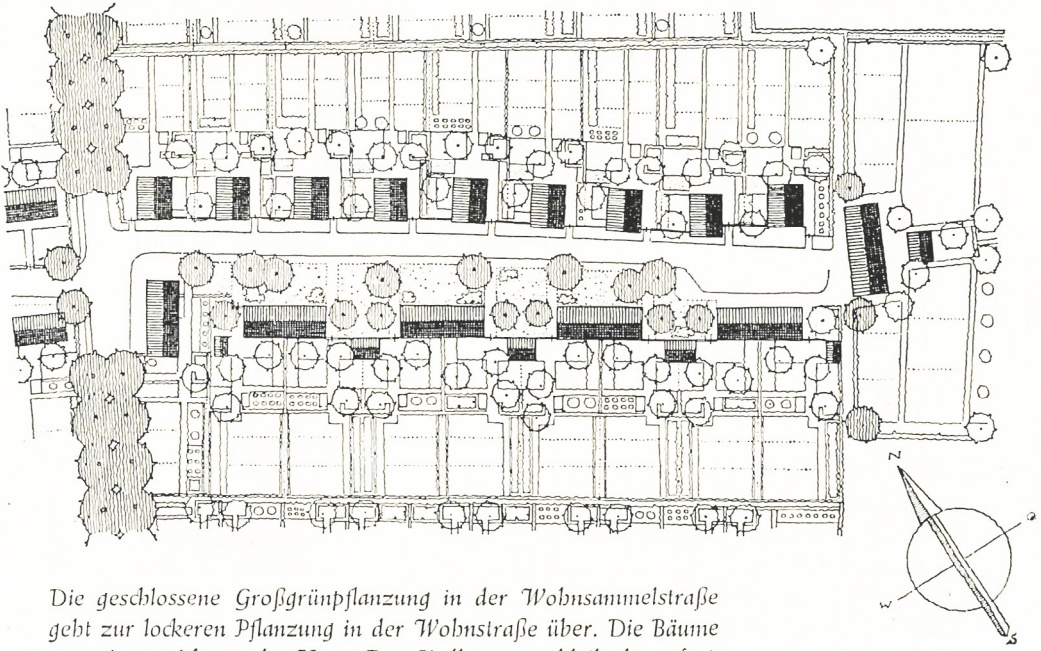 N
O
W
S
Die geschlossene Großgrünpflanzung in der Wohnsammelstraße
geht zur lockeren Pflanzung in der Wohnstraße über. Die Bäume